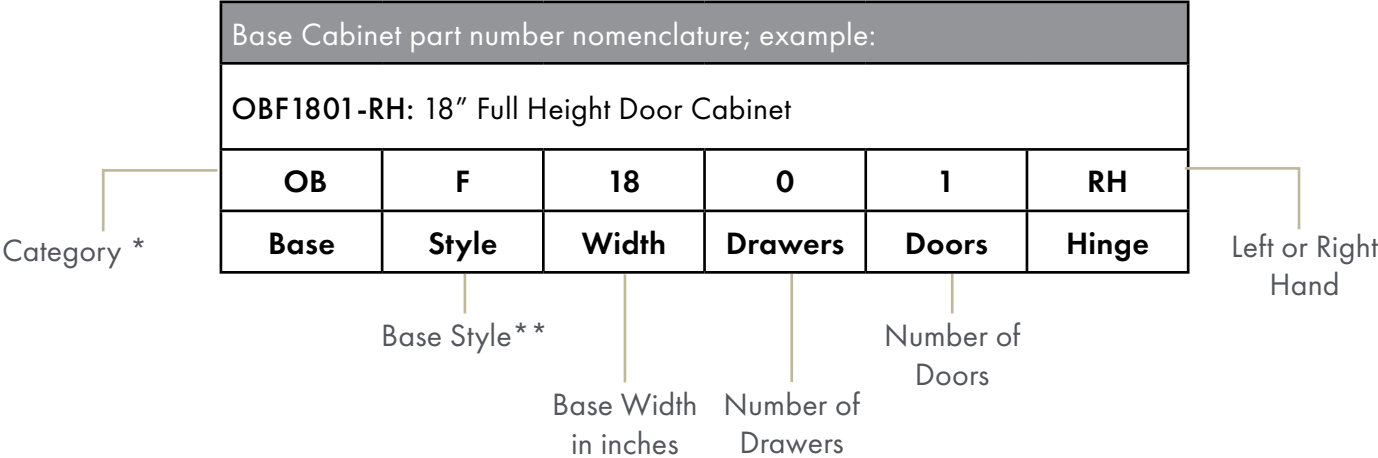 Base Cabinet part number nomenclature; example:
OBF1801-RH: 18” Full Height Door Cabinet
OB F 18 0 1 RH
Base Style Width Drawers Doors Hinge
Category *
Left or Right
Hand
Base Style**
Number of
Doors
Base Width
in inches
Number of
Drawers